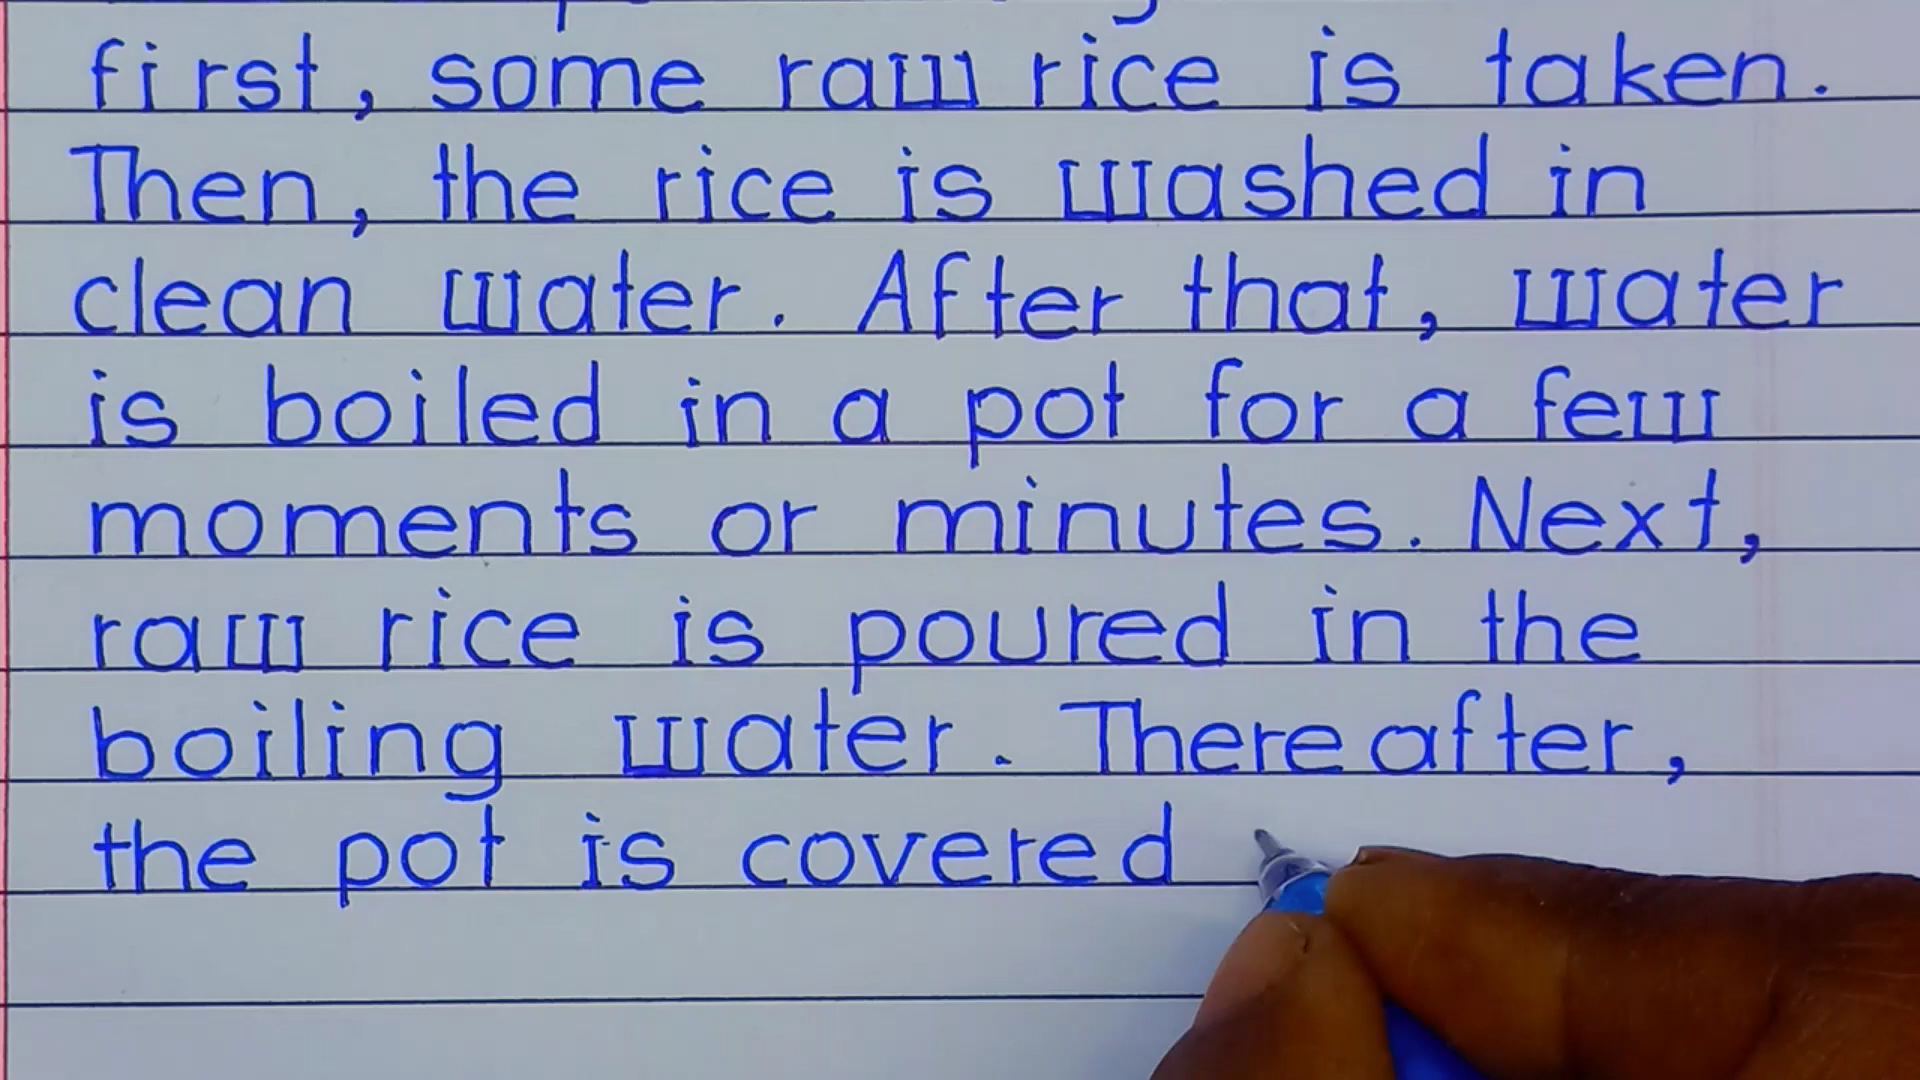 first, some raw rice is taken.
Then, the rice is washed in
clean water. After that, water
is boiled in a pot for a few
moments or minutes. Next,
raw rice is poured in the
boiling water. Thereafter,
the pot is covered